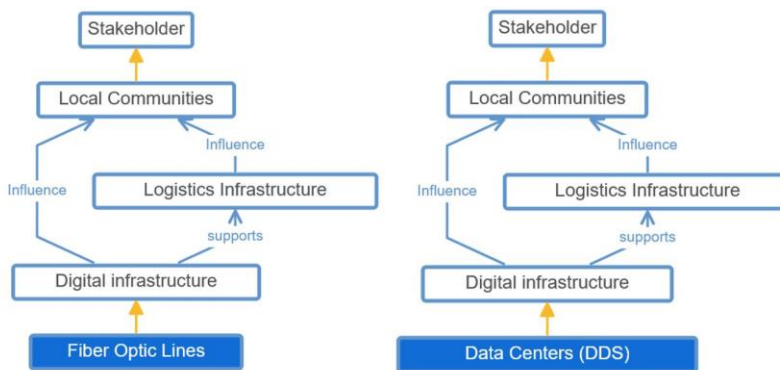 Stakeholder
Local Communities
Influence
Influence
Logistics Infrastructure
supports
Digital infrastructure
Fiber Optic Lines
Stakeholder
Local Communities
Influence
Influence
Logistics Infrastructure
supports
Digital infrastructure
Data Centers (DDS)